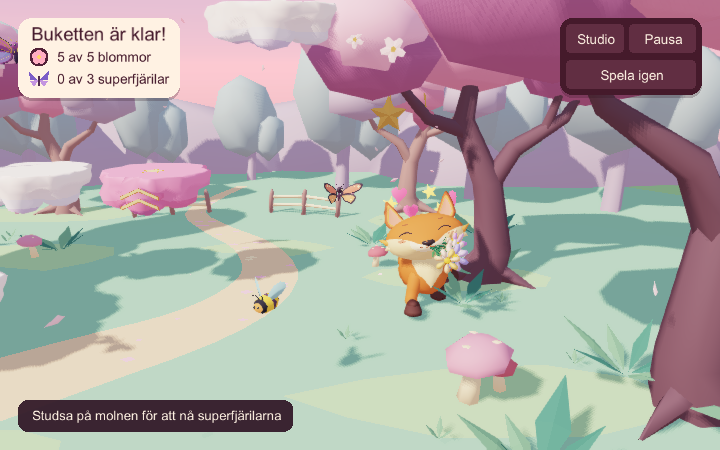 Buketten är klar!
5 av 5 blommor
0 av 3 superfjärilar
Studio
Pausa
Spela igen
Studsa på molnen för att nå superfjärilarna